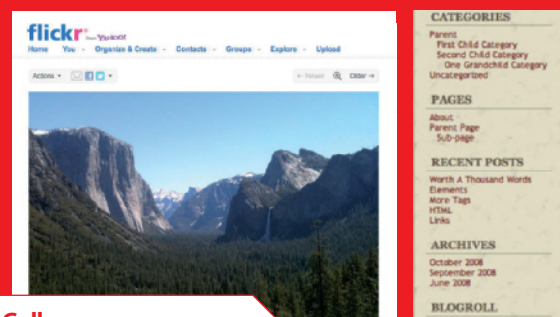 flickr from YAHOO!
Home You Organize & Create Contacts Groups Explore Upload
Actions
← Newer Older →
CATEGORIES
Parent
First Child Category
Second Child Category
One Grandchild Category
Uncategorized
PAGES
About
Parent Page
Sub-page
RECENT POSTS
Worth A Thousand Words
Elements
More Tags
HTML
Links
ARCHIVES
October 2008
September 2008
June 2008
BLOGROLL